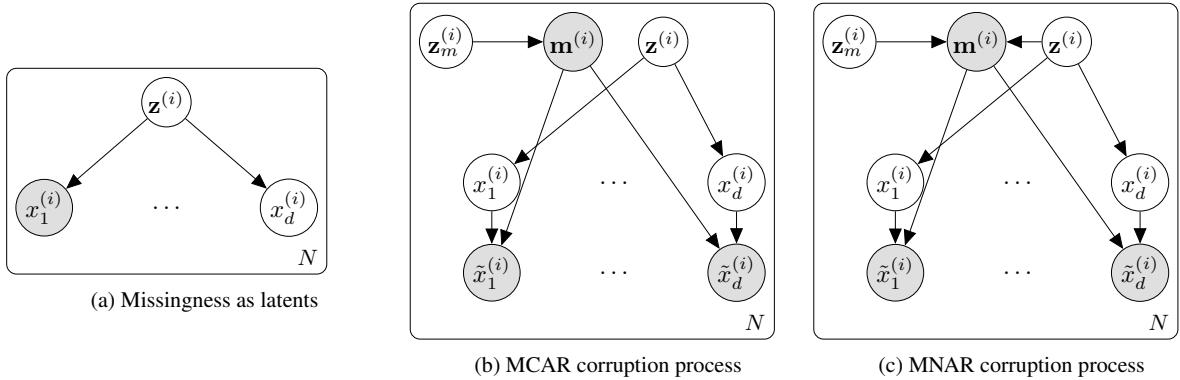 z^{(i)}
x_1^{(i)} ... x_d^{(i)}
N
(a) Missingness as latents
z_m^{(i)} m^{(i)} z^{(i)}
x_1^{(i)} ... x_d^{(i)}
x̃_1^{(i)} ... x̃_d^{(i)}
N
(b) MCAR corruption process
z_m^{(i)} m^{(i)} z^{(i)}
x_1^{(i)} ... x_d^{(i)}
x̃_1^{(i)} ... x̃_d^{(i)}
N
(c) MNAR corruption process